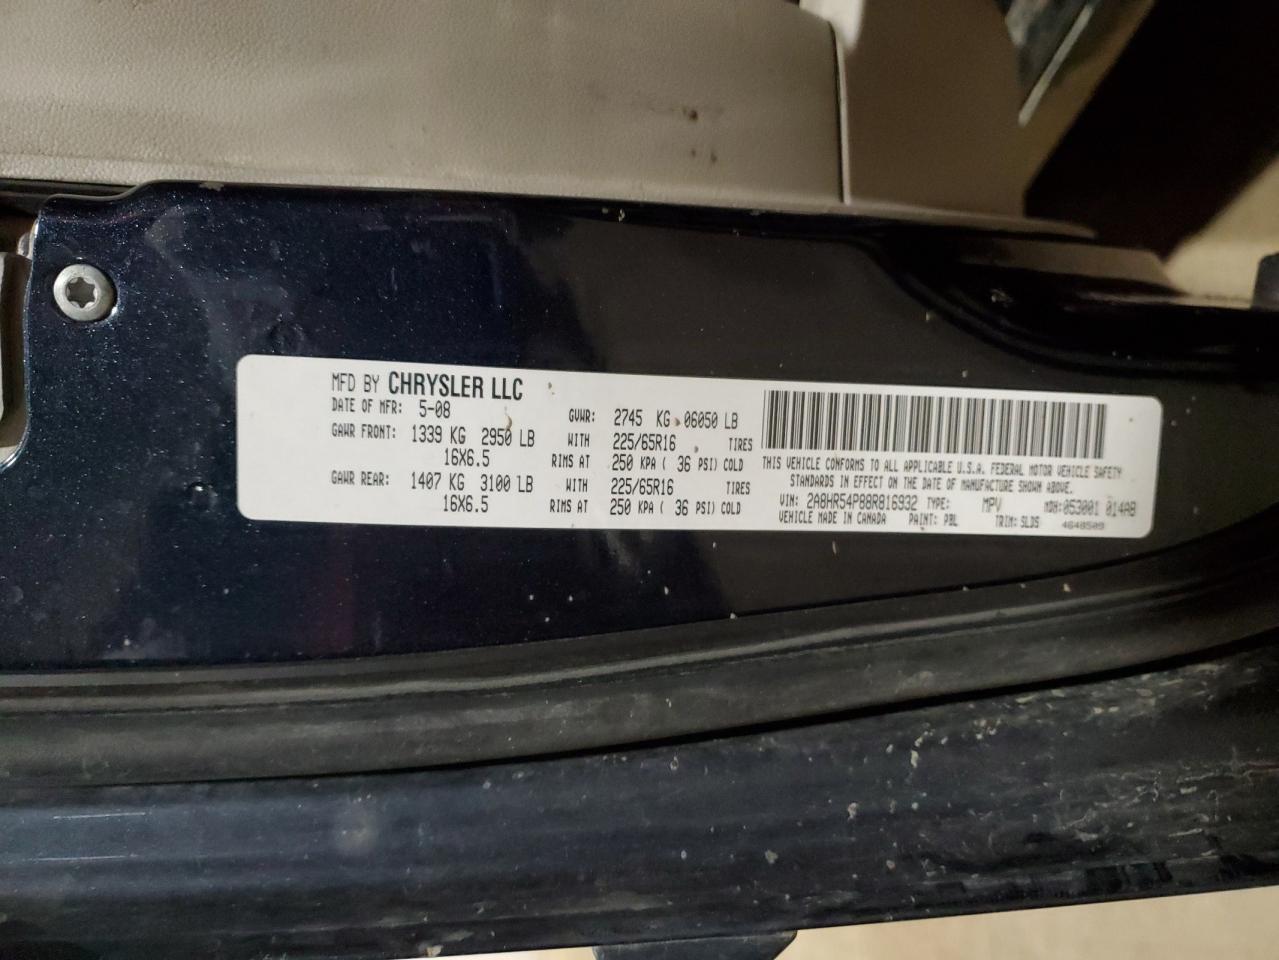 MFD BY CHRYSLER LLC
DATE OF MFR: 5-08 GVWR: 2745 KG 06050 LB
GAWR FRONT: 1339 KG 2950 LB WITH 225/65R16 TIRES
16X6.5 RIMS AT 250 KPA ( 36 PSI) COLD
GAWR REAR: 1407 KG 3100 LB WITH 225/65R16 TIRES
16X6.5 RIMS AT 250 KPA ( 36 PSI) COLD
THIS VEHICLE CONFORMS TO ALL APPLICABLE U.S.A. FEDERAL MOTOR VEHICLE SAFETY
STANDARDS IN EFFECT ON THE DATE OF MANUFACTURE SHOWN ABOVE.
VIN: 2A8HR54P88R816932 TYPE: MPV MDH:053001 014AB
VEHICLE MADE IN CANADA PAINT: PBL TRIM: SLDS 4648509